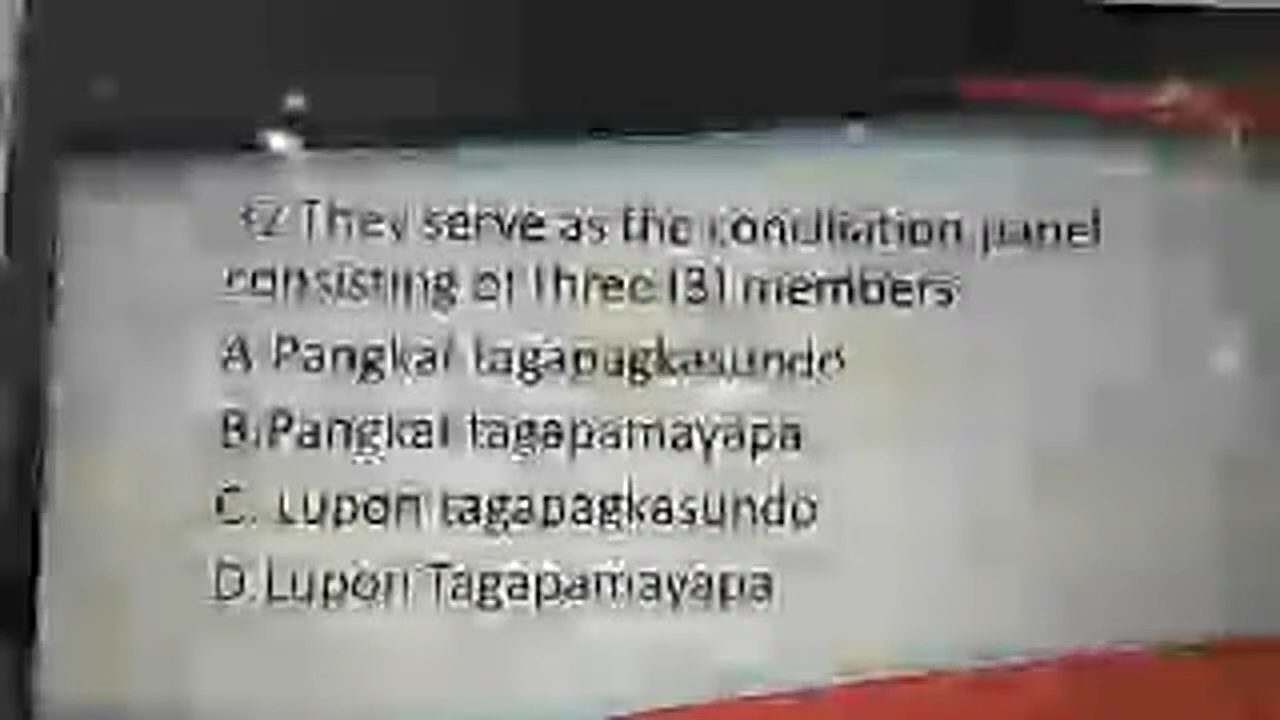 They serve as the conciliation panel
consisting of three (3) members
A. Pangkat tagapagkasundo
B. Pangkat tagapamayapa
C. Lupon tagapagkasundo
D. Lupon Tagapamayapa